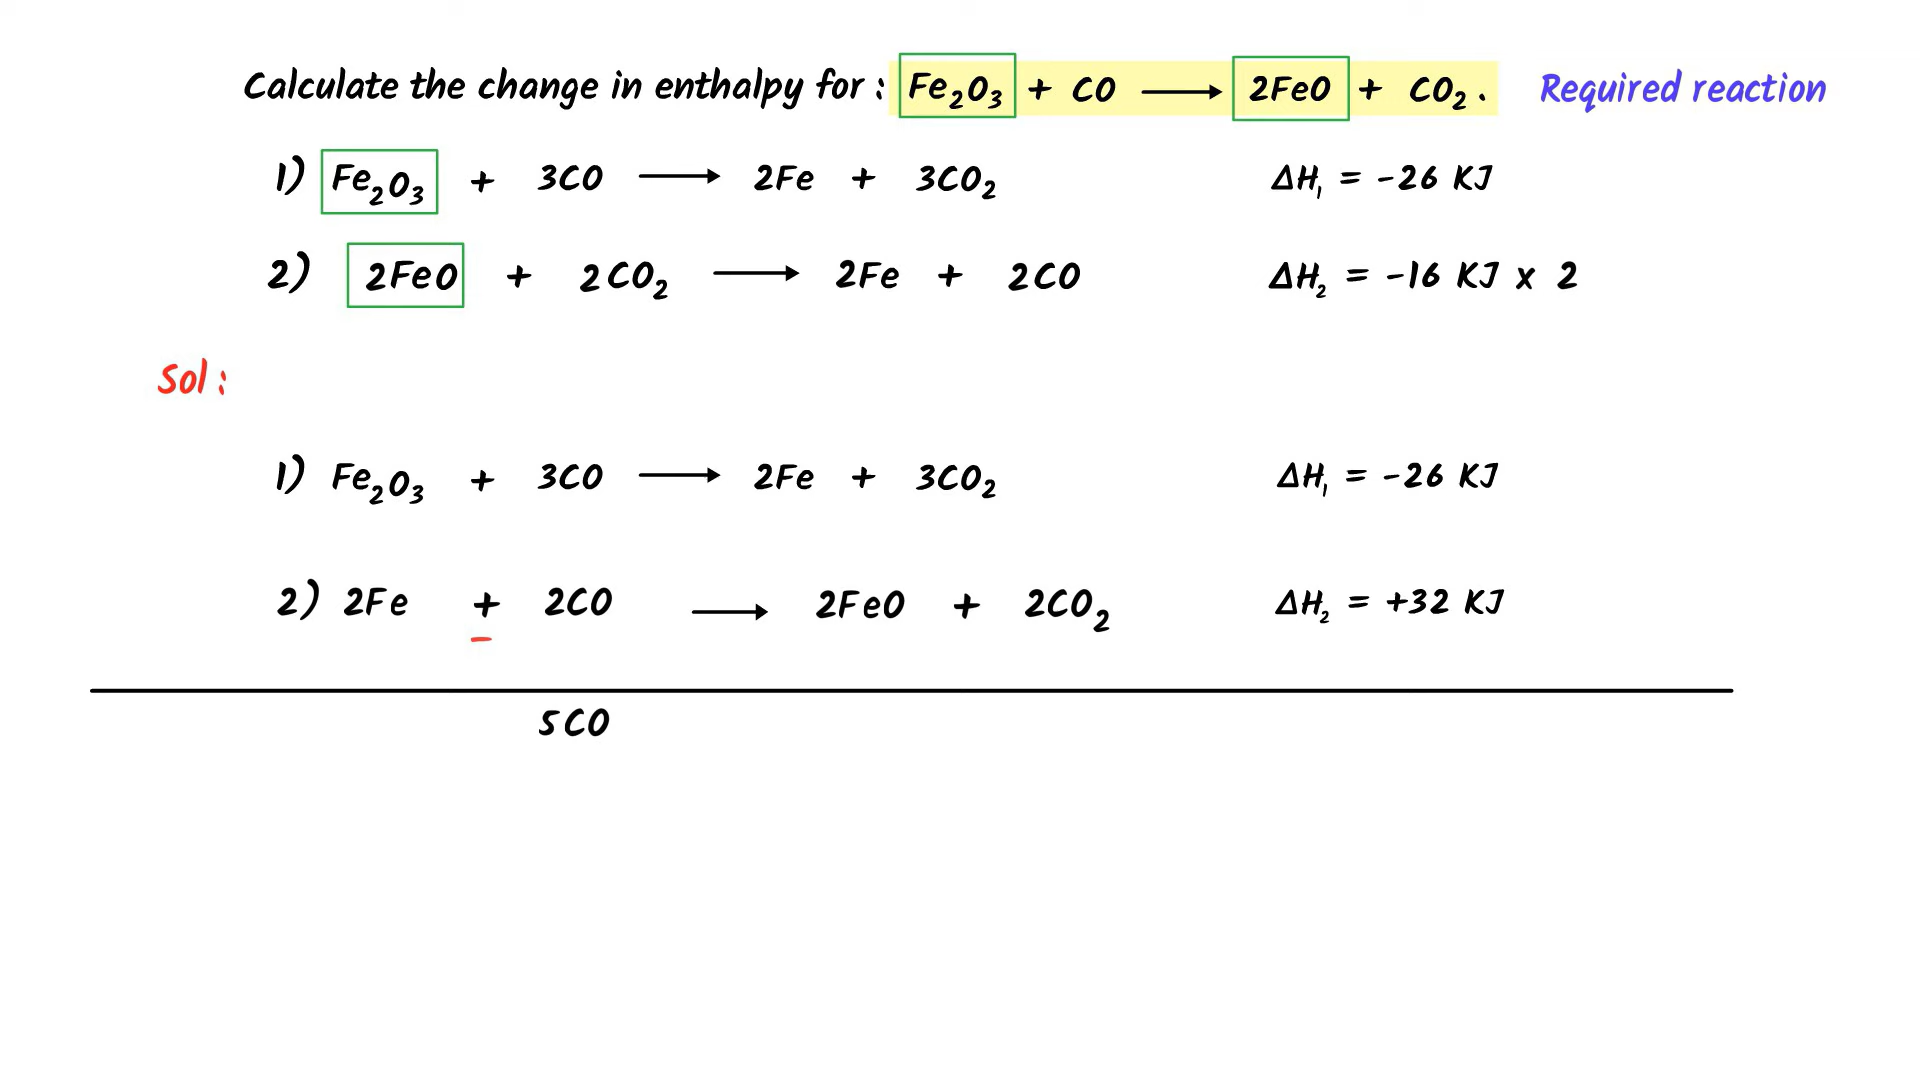 Calculate the change in enthalpy for : Fe₂O₃ + CO ⟶ 2FeO + CO₂ . Required reaction
1) Fe₂O₃ + 3CO ⟶ 2Fe + 3CO₂ ΔH₁ = -26 KJ
2) 2FeO + 2CO₂ ⟶ 2Fe + 2CO ΔH₂ = -16 KJ x 2
Sol :
1) Fe₂O₃ + 3CO ⟶ 2Fe + 3CO₂ ΔH₁ = -26 KJ
2) 2Fe + 2CO ⟶ 2FeO + 2CO₂ ΔH₂ = +32 KJ
5CO